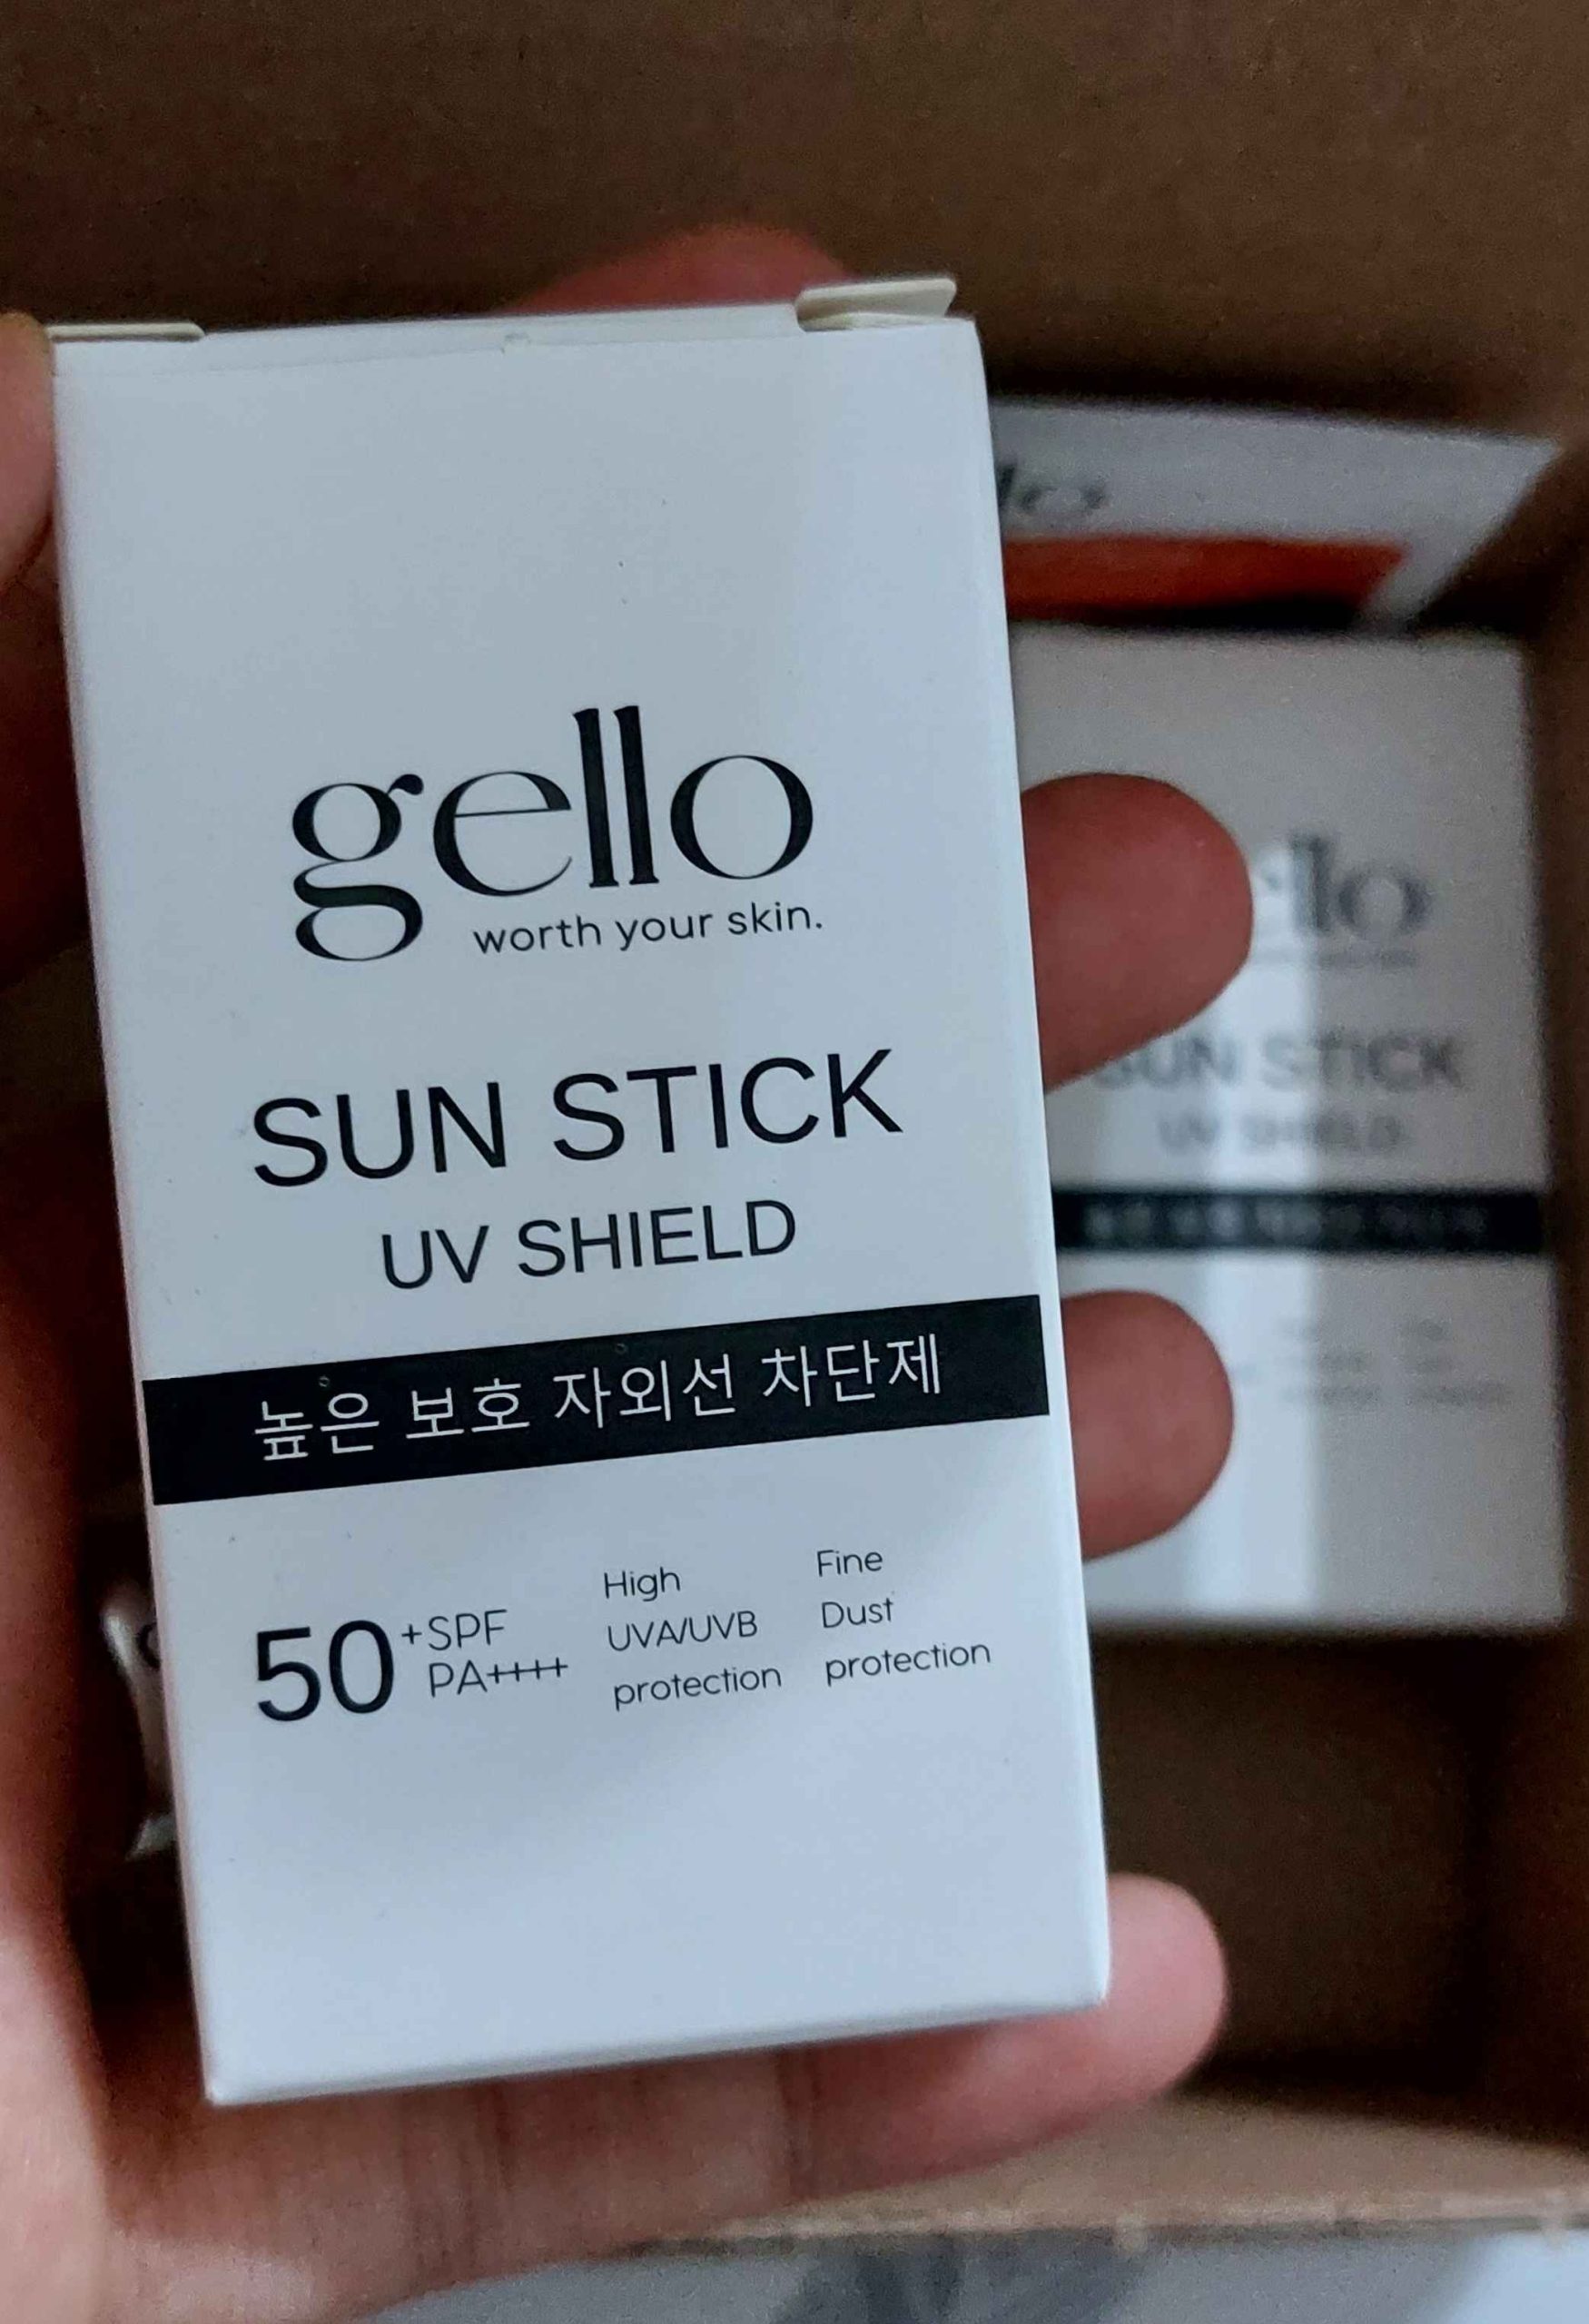 gello
worth your skin.
SUN STICK
UV SHIELD
높은 보호 자외선 차단제
50+SPF
PA++++
High
UVA/UVB
protection
Fine
Dust
protection
SUN STICK
UV SHIELD